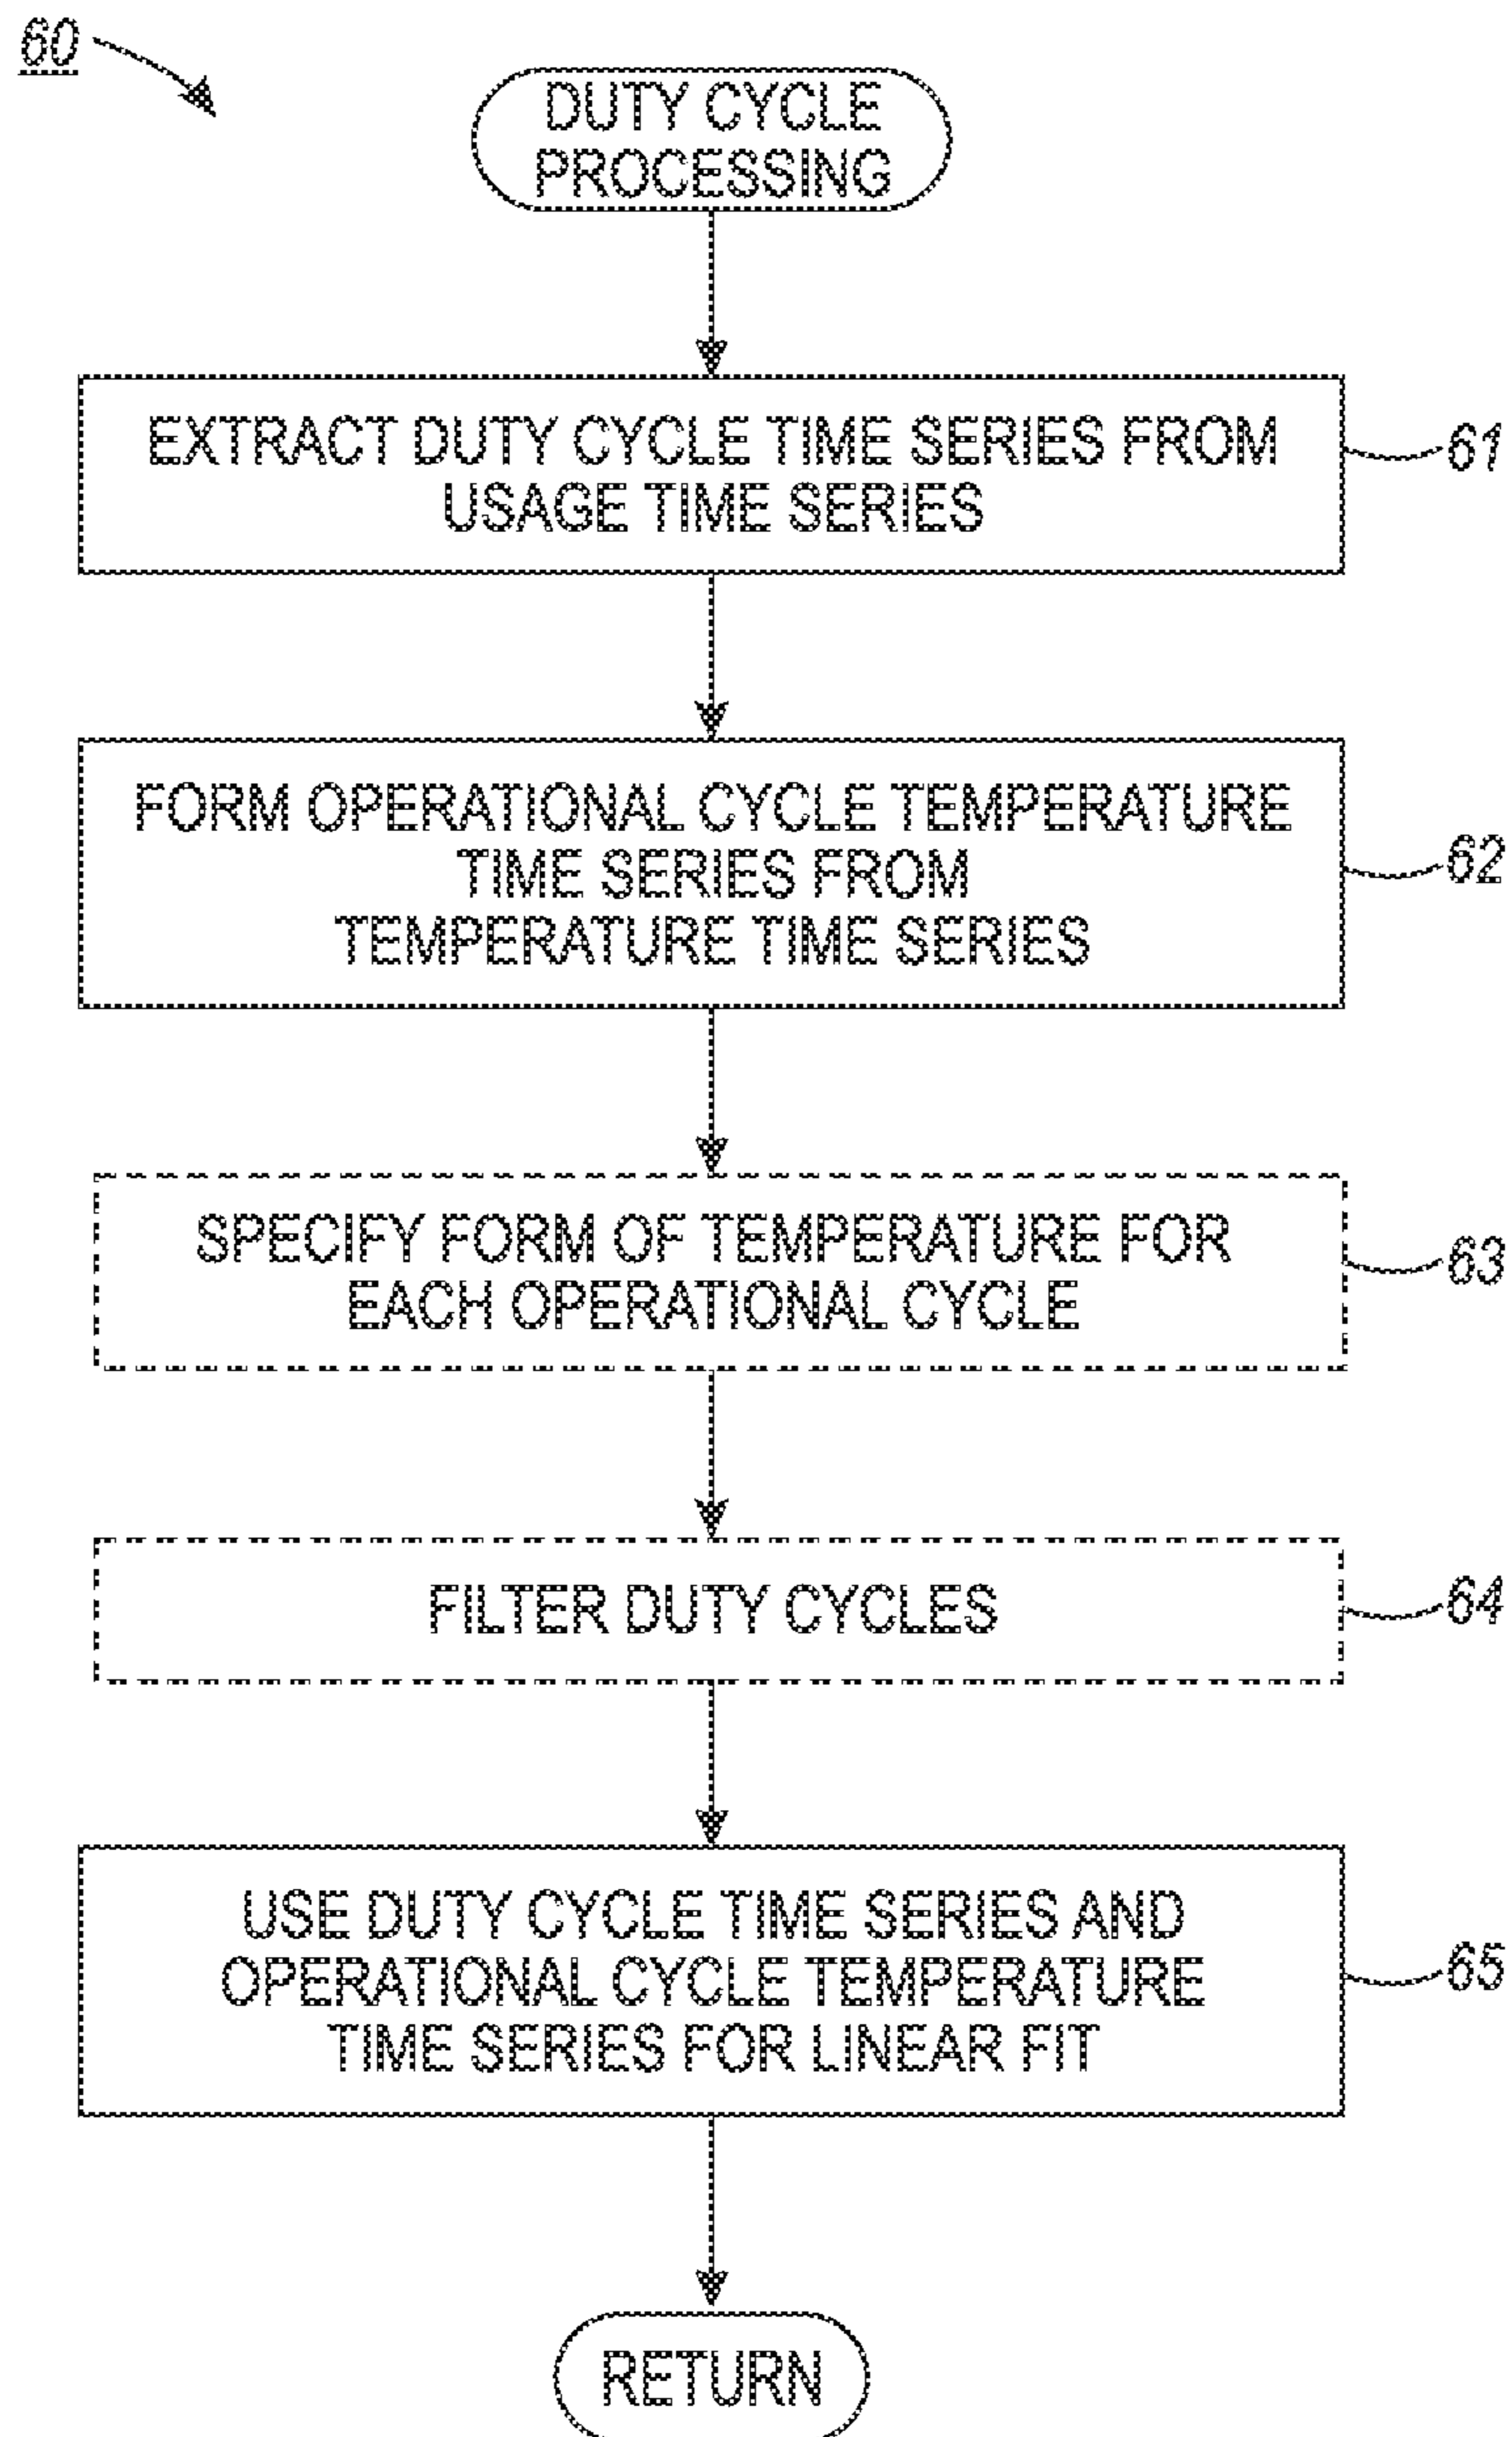 60
DUTY CYCLE
PROCESSING
EXTRACT DUTY CYCLE TIME SERIES FROM
USAGE TIME SERIES
61
FORM OPERATIONAL CYCLE TEMPERATURE
TIME SERIES FROM
TEMPERATURE TIME SERIES
62
SPECIFY FORM OF TEMPERATURE FOR
EACH OPERATIONAL CYCLE
63
FILTER DUTY CYCLES
64
USE DUTY CYCLE TIME SERIES AND
OPERATIONAL CYCLE TEMPERATURE
TIME SERIES FOR LINEAR FIT
65
RETURN